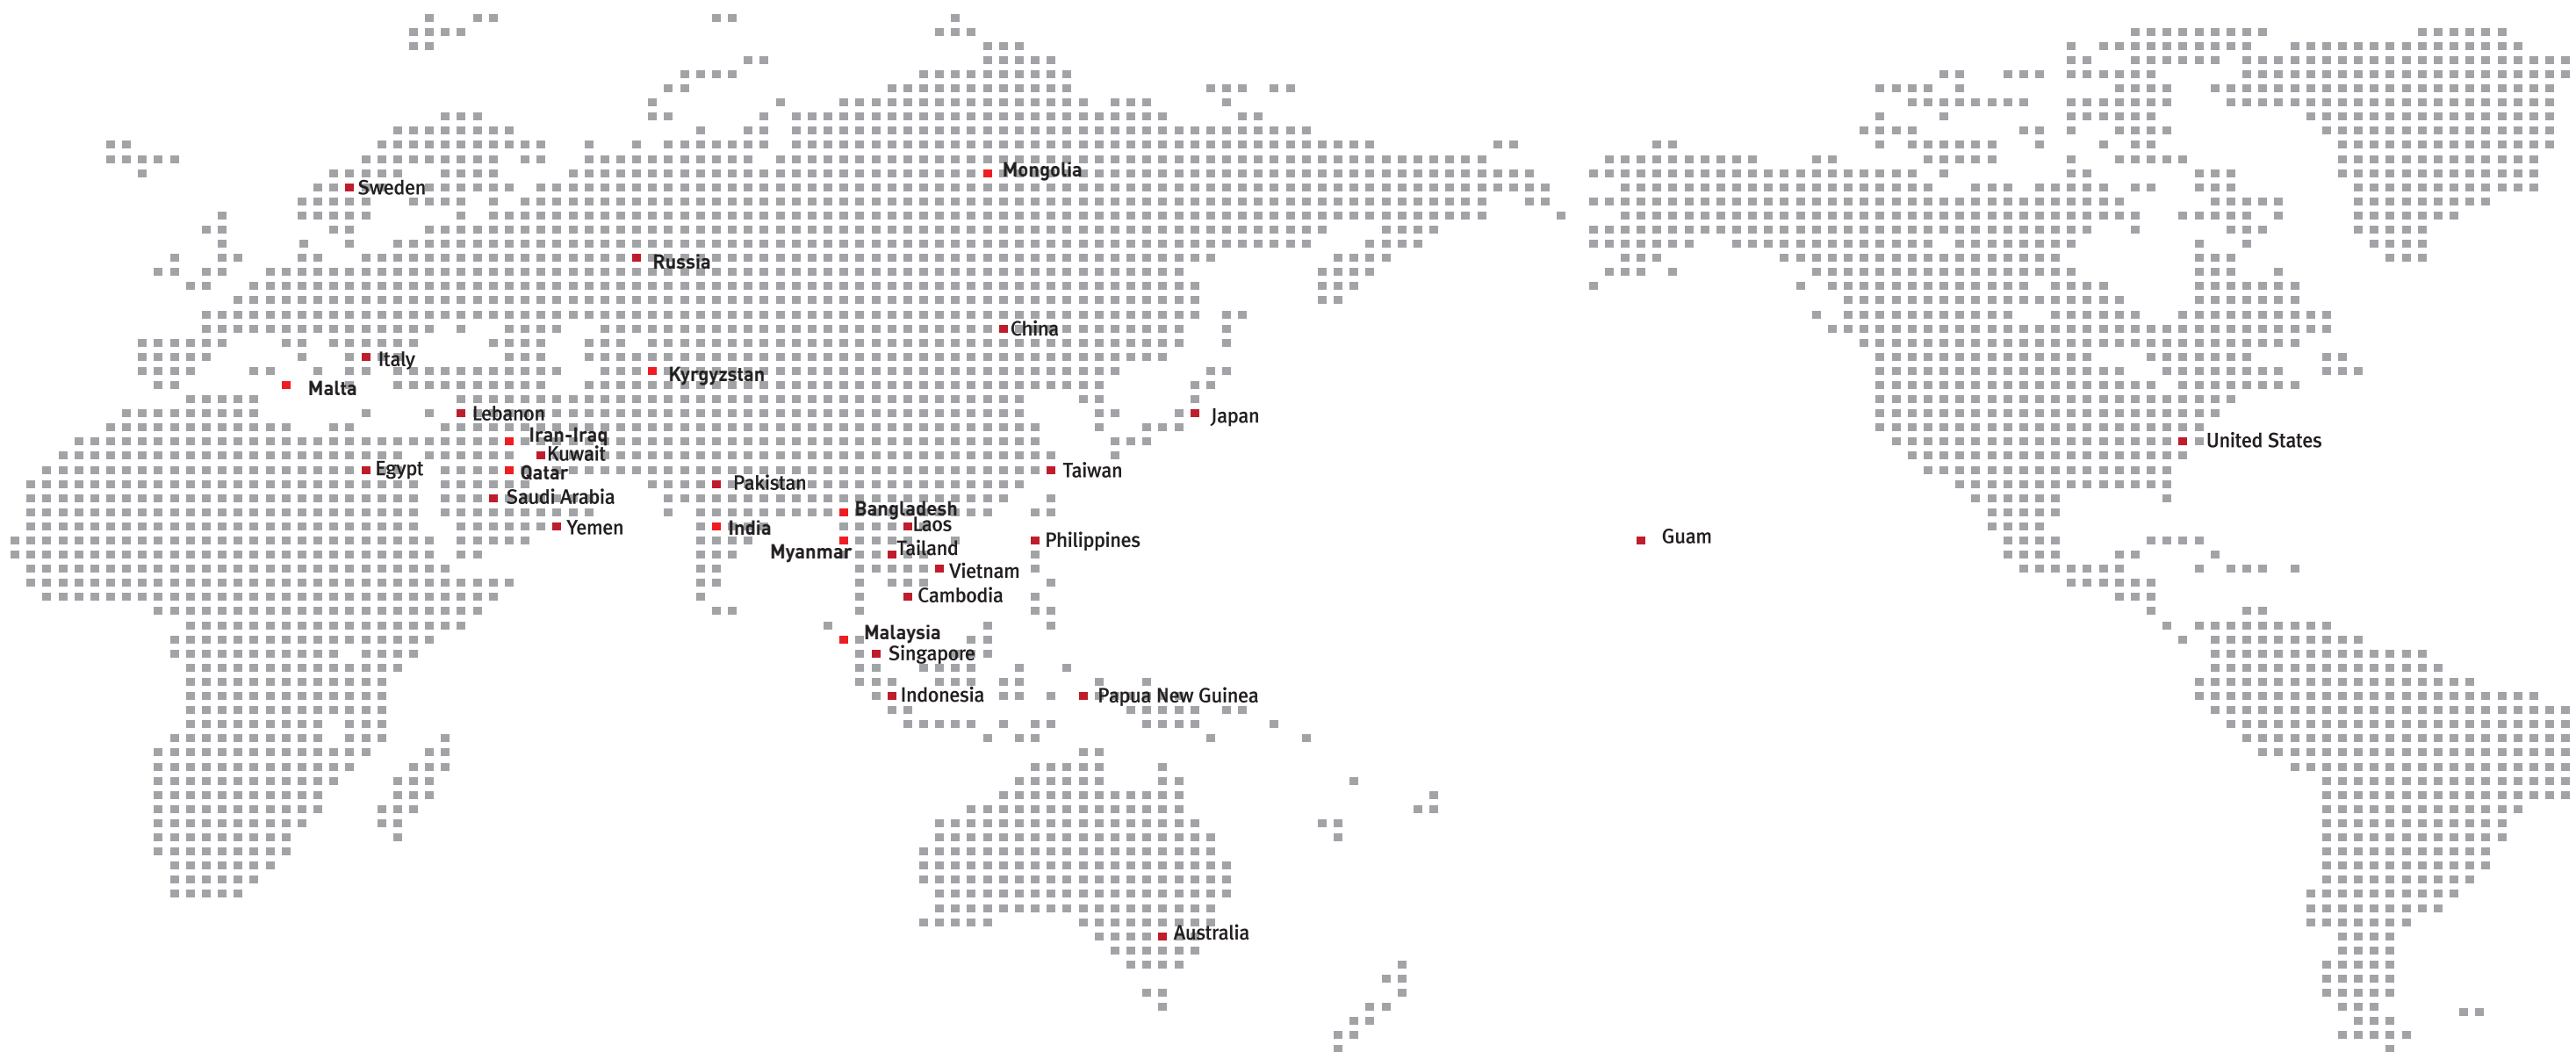 Mongolia
Sweden
Russia
China
Italy
Kyrgyzstan
Malta
Lebanon
Japan
Iran-Iraq
United States
Kuwait
Egypt
Qatar
Taiwan
Pakistan
Saudi Arabia
Bangladesh
Laos
Yemen
India
Guam
Philippines
Tailand
Myanmar
Vietnam
Cambodia
Malaysia
Singapore
Indonesia
Papua New Guinea
Australia